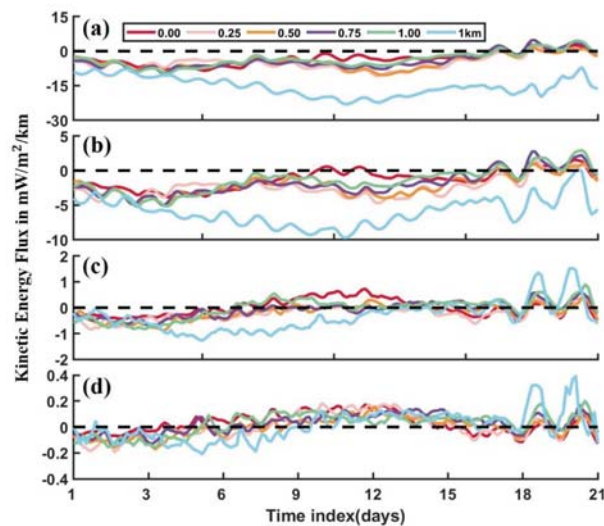 15
(a)
0.00 0.25 0.50 0.75 1.00 1km
0
-15
-30
5
(b)
0
-5
-10
2
(c)
1
0
-1
-2
0.4
(d)
0.2
0
-0.2
-0.4
1 3 6 9 12 15 18 21
Time index(days)
Kinetic Energy Flux in mW/m²/km